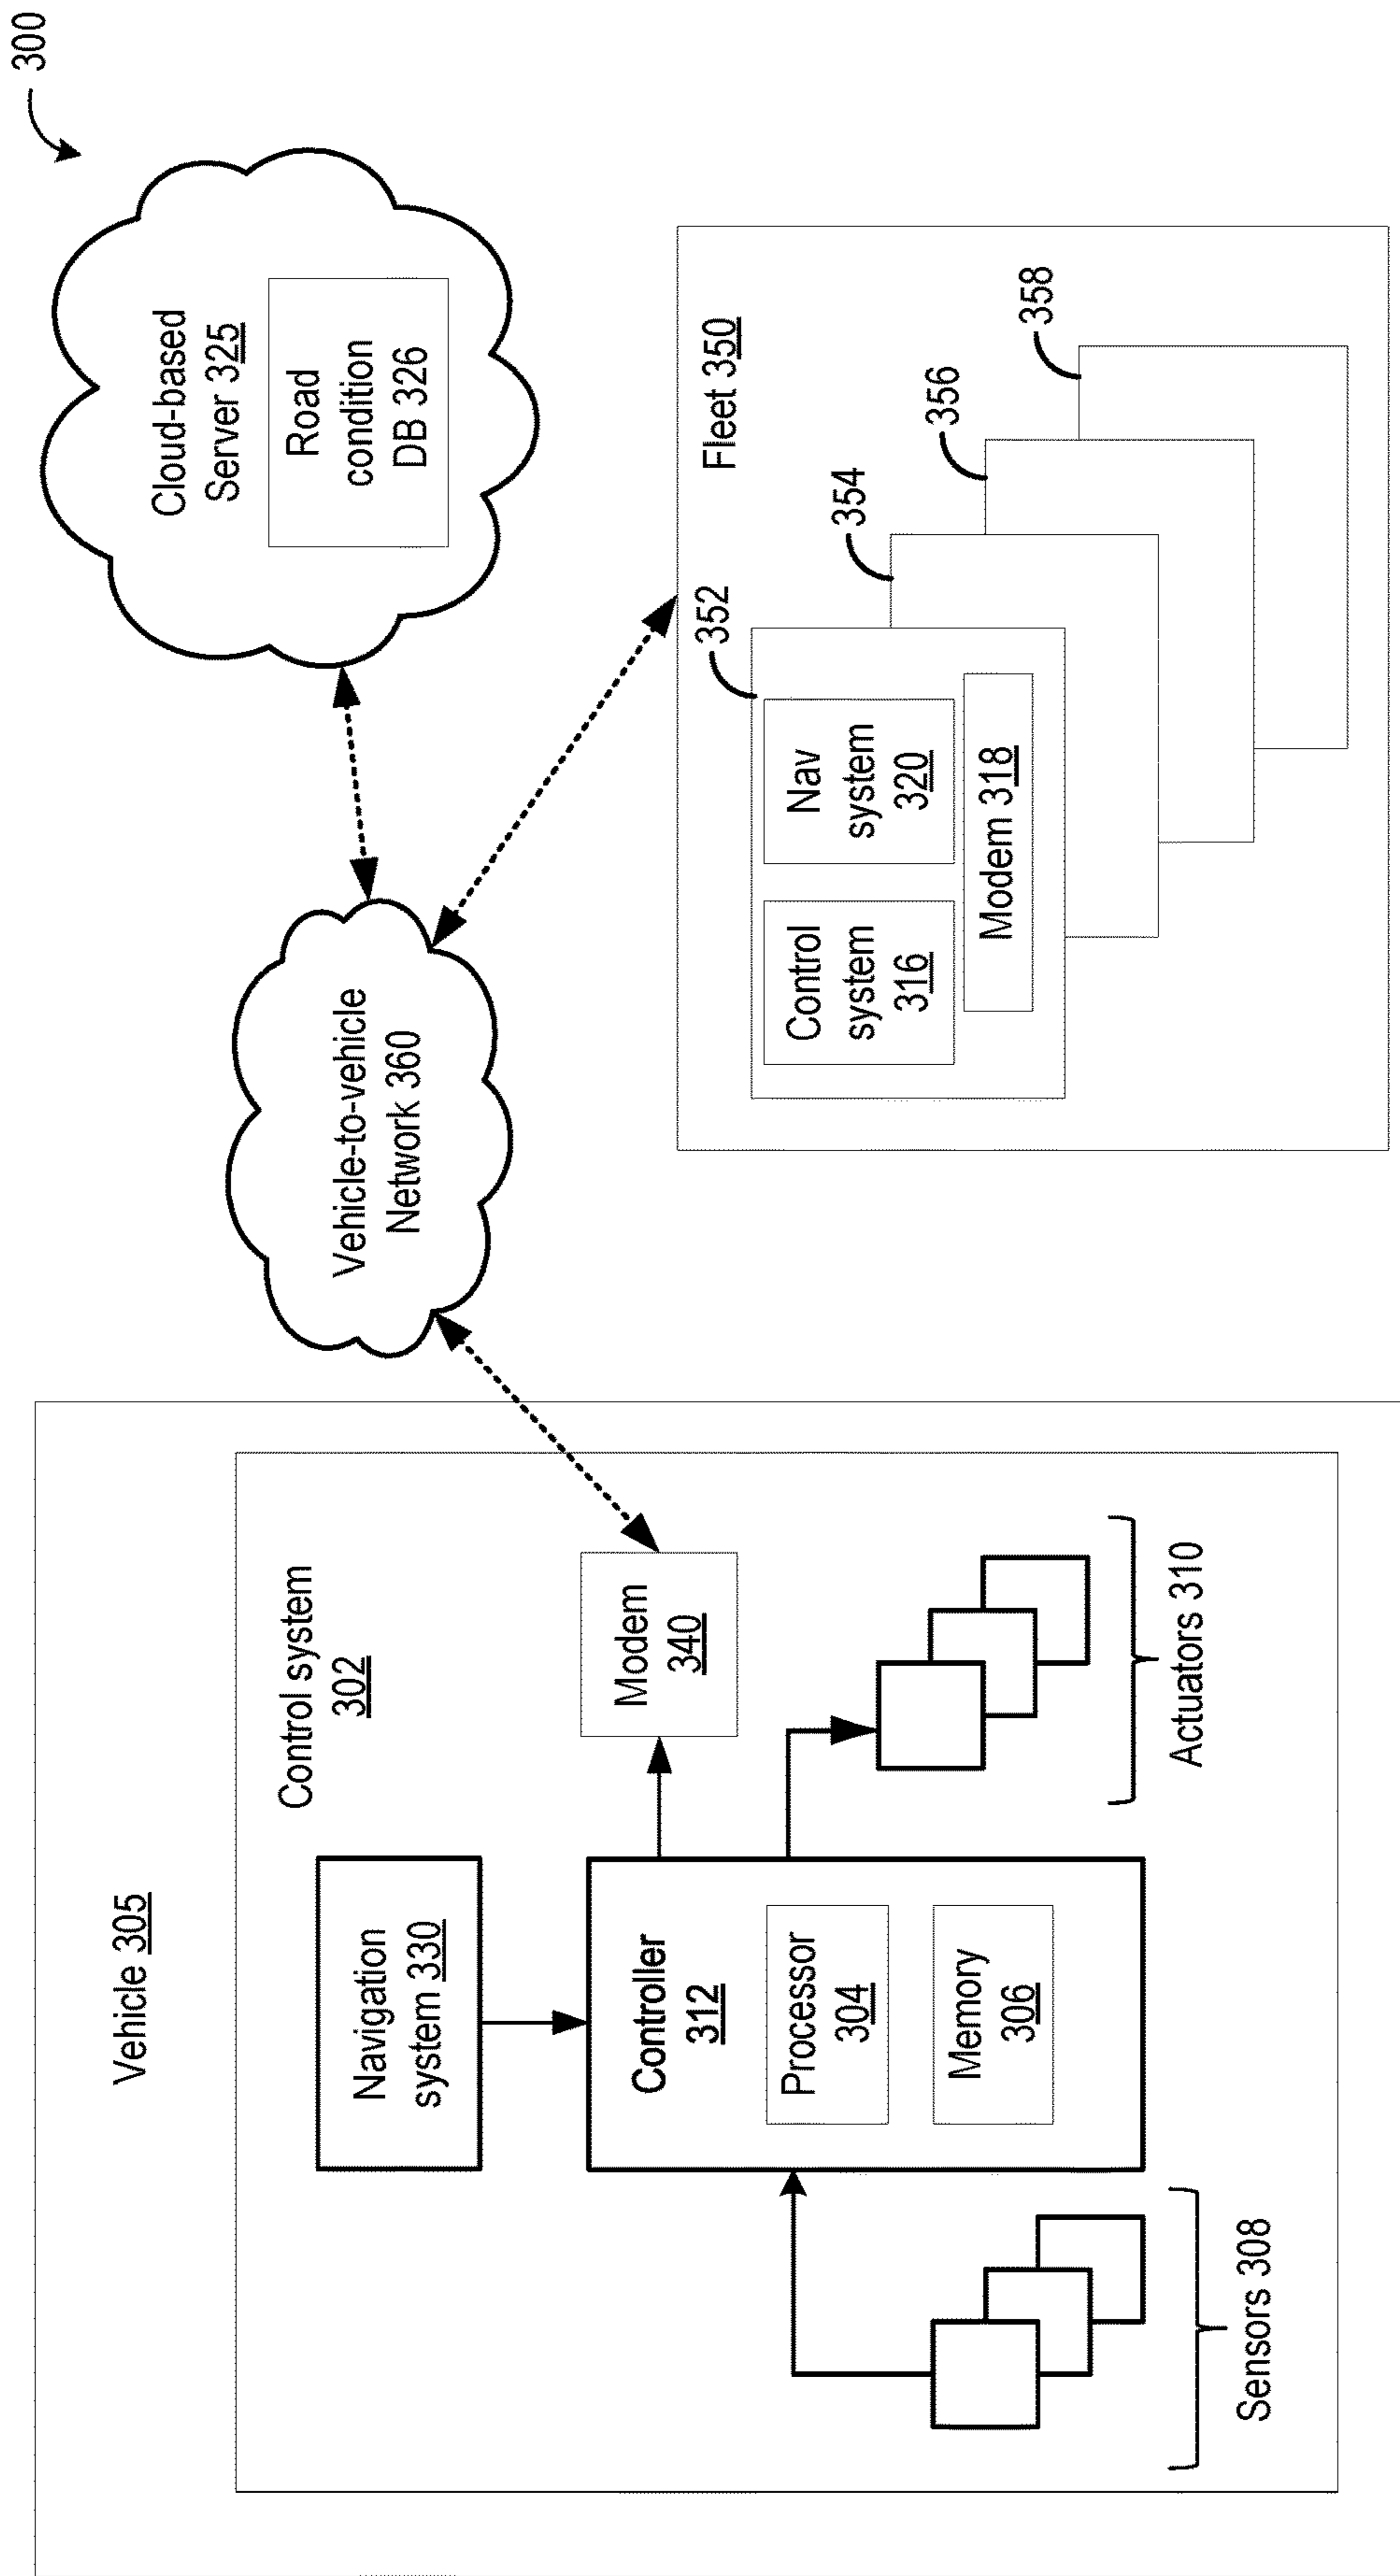 300
Vehicle 305
Control system
302
Navigation
system 330
Controller
312
Processor
304
Memory
306
Modem
340
Sensors 308
Actuators 310
Vehicle-to-vehicle
Network 360
Cloud-based
Server 325
Road
condition
DB 326
Fleet 350
352
354
356
358
Control
system
316
Nav
system
320
Modem 318